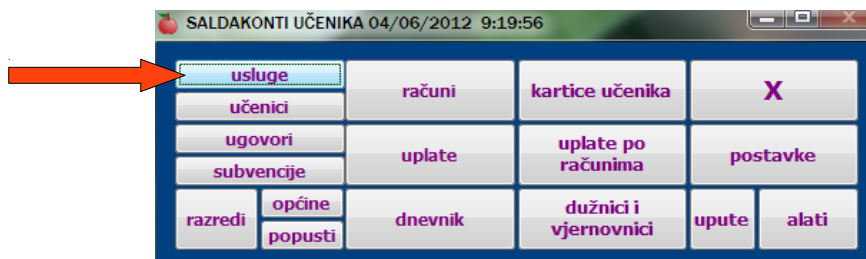 SALDAKONTI UČENIKA 04/06/2012 9:19:56
usluge
učenici
računi
kartice učenika
X
ugovori
subvencije
uplate
uplate po
računima
postavke
razredi
općine
popusti
dnevnik
dužnici i
vjernovnici
upute
alati